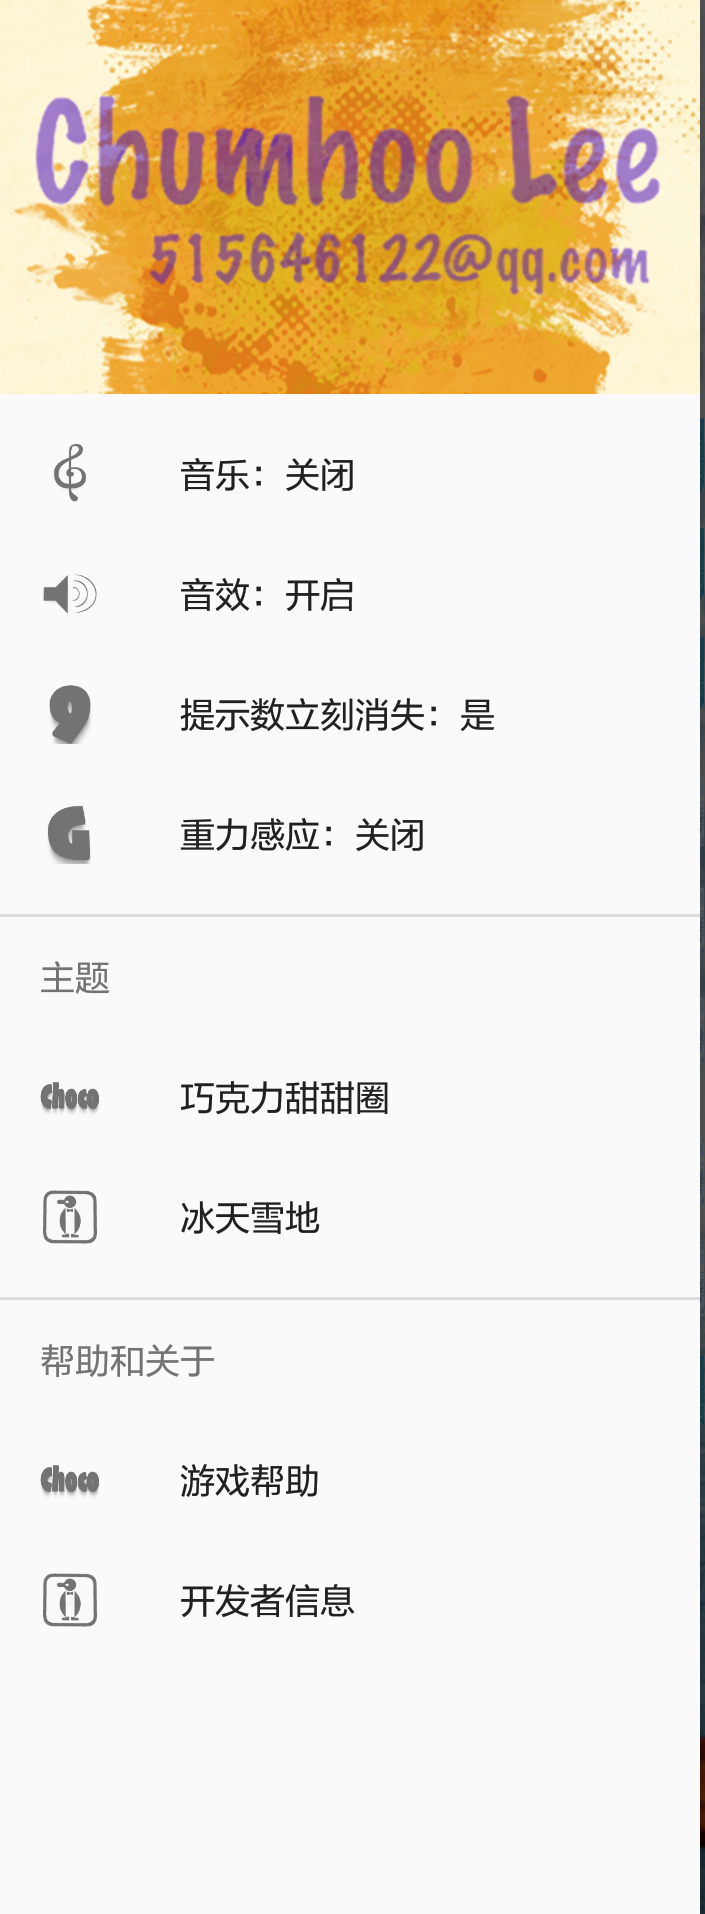 Chumhoo Lee
515646122@qq.com
音乐：关闭
音效：开启
9
提示数立刻消失：是
G
重力感应：关闭
主题
Choco
巧克力甜甜圈
冰天雪地
帮助和关于
Choco
游戏帮助
开发者信息